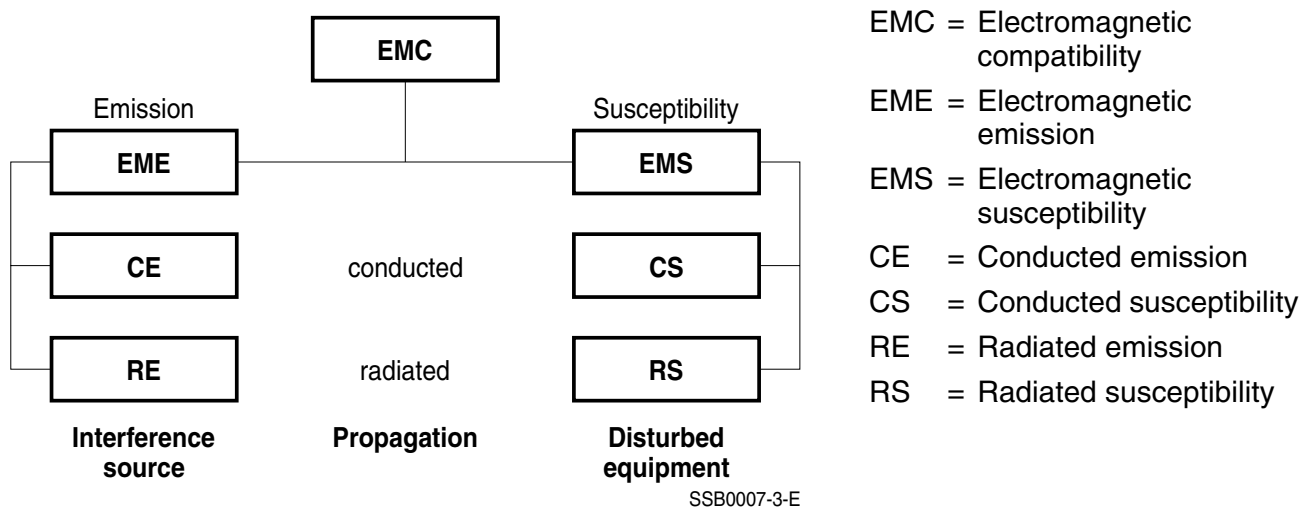 EMC
Emission
Susceptibility
EME
EMS
CE
conducted
CS
RE
radiated
RS
Interference
source
Propagation
Disturbed
equipment
SSB0007-3-E
EMC = Electromagnetic
compatibility
EME = Electromagnetic
emission
EMS = Electromagnetic
susceptibility
CE = Conducted emission
CS = Conducted susceptibility
RE = Radiated emission
RS = Radiated susceptibility